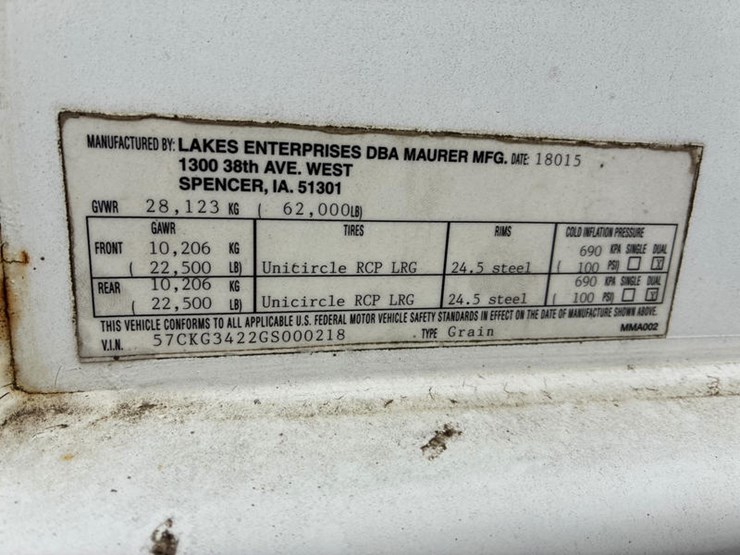 MANUFACTURED BY: LAKES ENTERPRISES DBA MAURER MFG. DATE: 18015
1300 38th AVE. WEST
SPENCER, IA. 51301
GVWR 28,123 KG ( 62,000LB)
GAWR TIRES RIMS COLD INFLATION PRESSURE
FRONT 10,206 KG 690 KPA SINGLE DUAL
( 22,500 LB) Unitircle RCP LRG 24.5 steel ( 100 PSI) ☐ ☒
REAR 10,206 KG 690 KPA SINGLE DUAL
( 22,500 LB) Unicircle RCP LRG 24.5 steel ( 100 PSI) ☐ ☒
THIS VEHICLE CONFORMS TO ALL APPLICABLE U.S. FEDERAL MOTOR VEHICLE SAFETY STANDARDS IN EFFECT ON THE DATE OF MANUFACTURE SHOWN ABOVE.
V.I.N. 57CKG3422GS000218 TYPE Grain MMA002